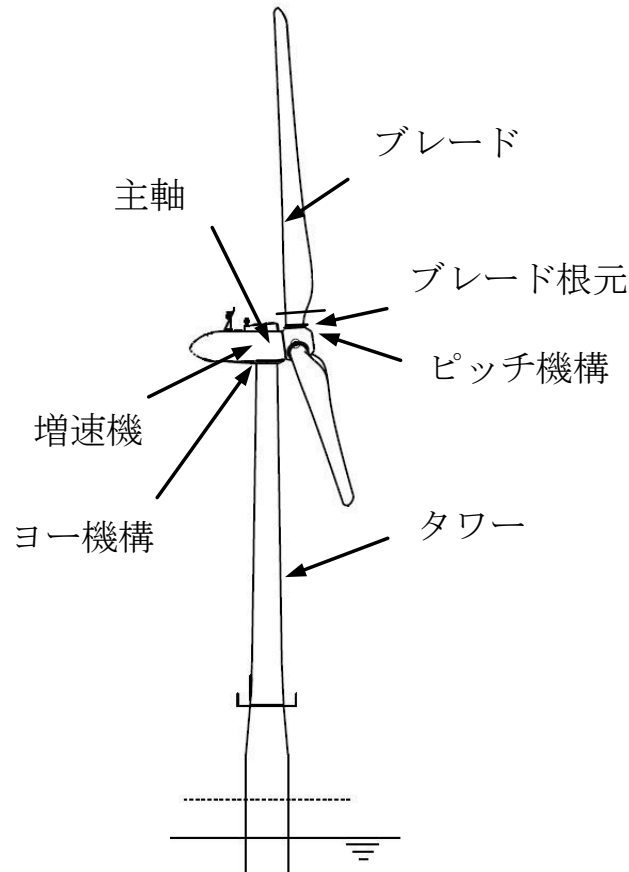 ブレード
主軸
ブレード根元
ピッチ機構
増速機
ヨー機構
タワー